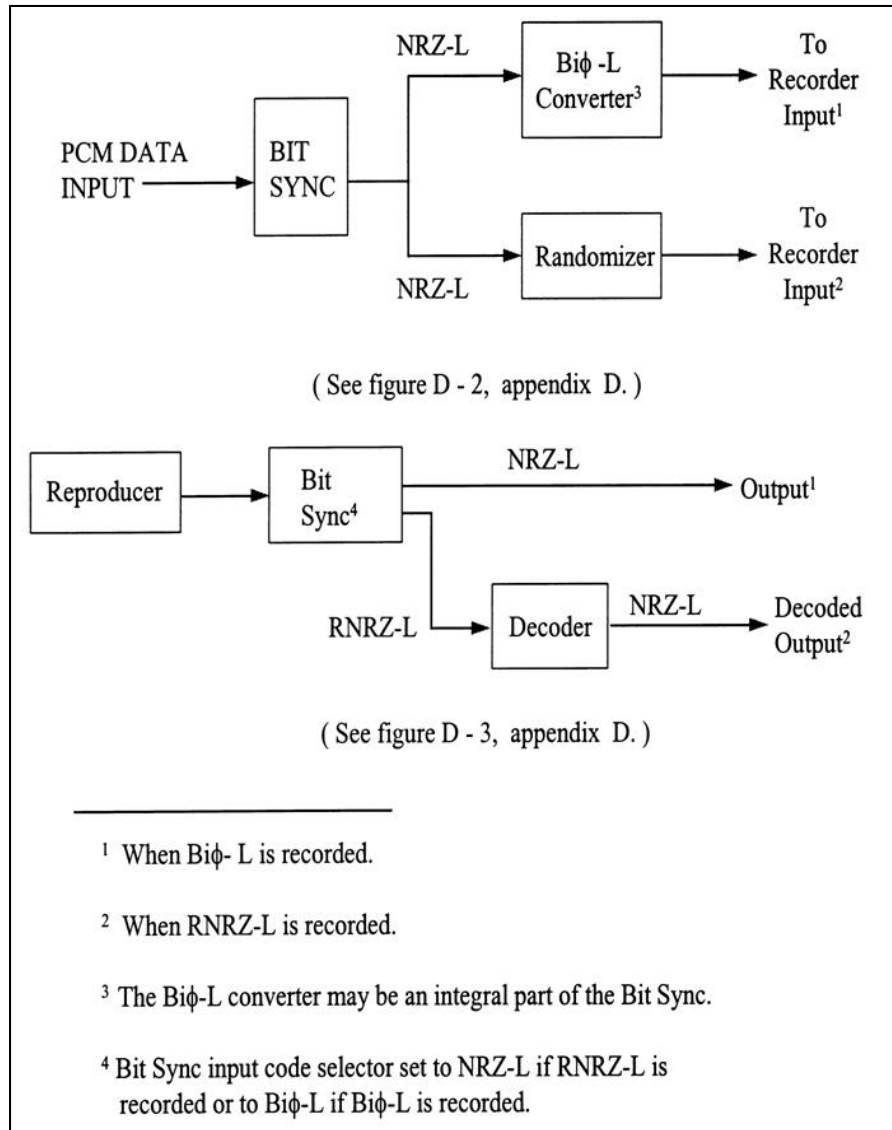 NRZ-L
Biϕ -L
Converter³
To
Recorder
Input¹
PCM DATA
INPUT
BIT
SYNC
NRZ-L
Randomizer
To
Recorder
Input²
( See figure D - 2, appendix D. )
Reproducer
Bit
Sync⁴
NRZ-L
Output¹
RNRZ-L
Decoder
NRZ-L
Decoded
Output²
( See figure D - 3, appendix D. )
¹ When Biϕ- L is recorded.
² When RNRZ-L is recorded.
³ The Biϕ-L converter may be an integral part of the Bit Sync.
⁴ Bit Sync input code selector set to NRZ-L if RNRZ-L is
recorded or to Biϕ-L if Biϕ-L is recorded.